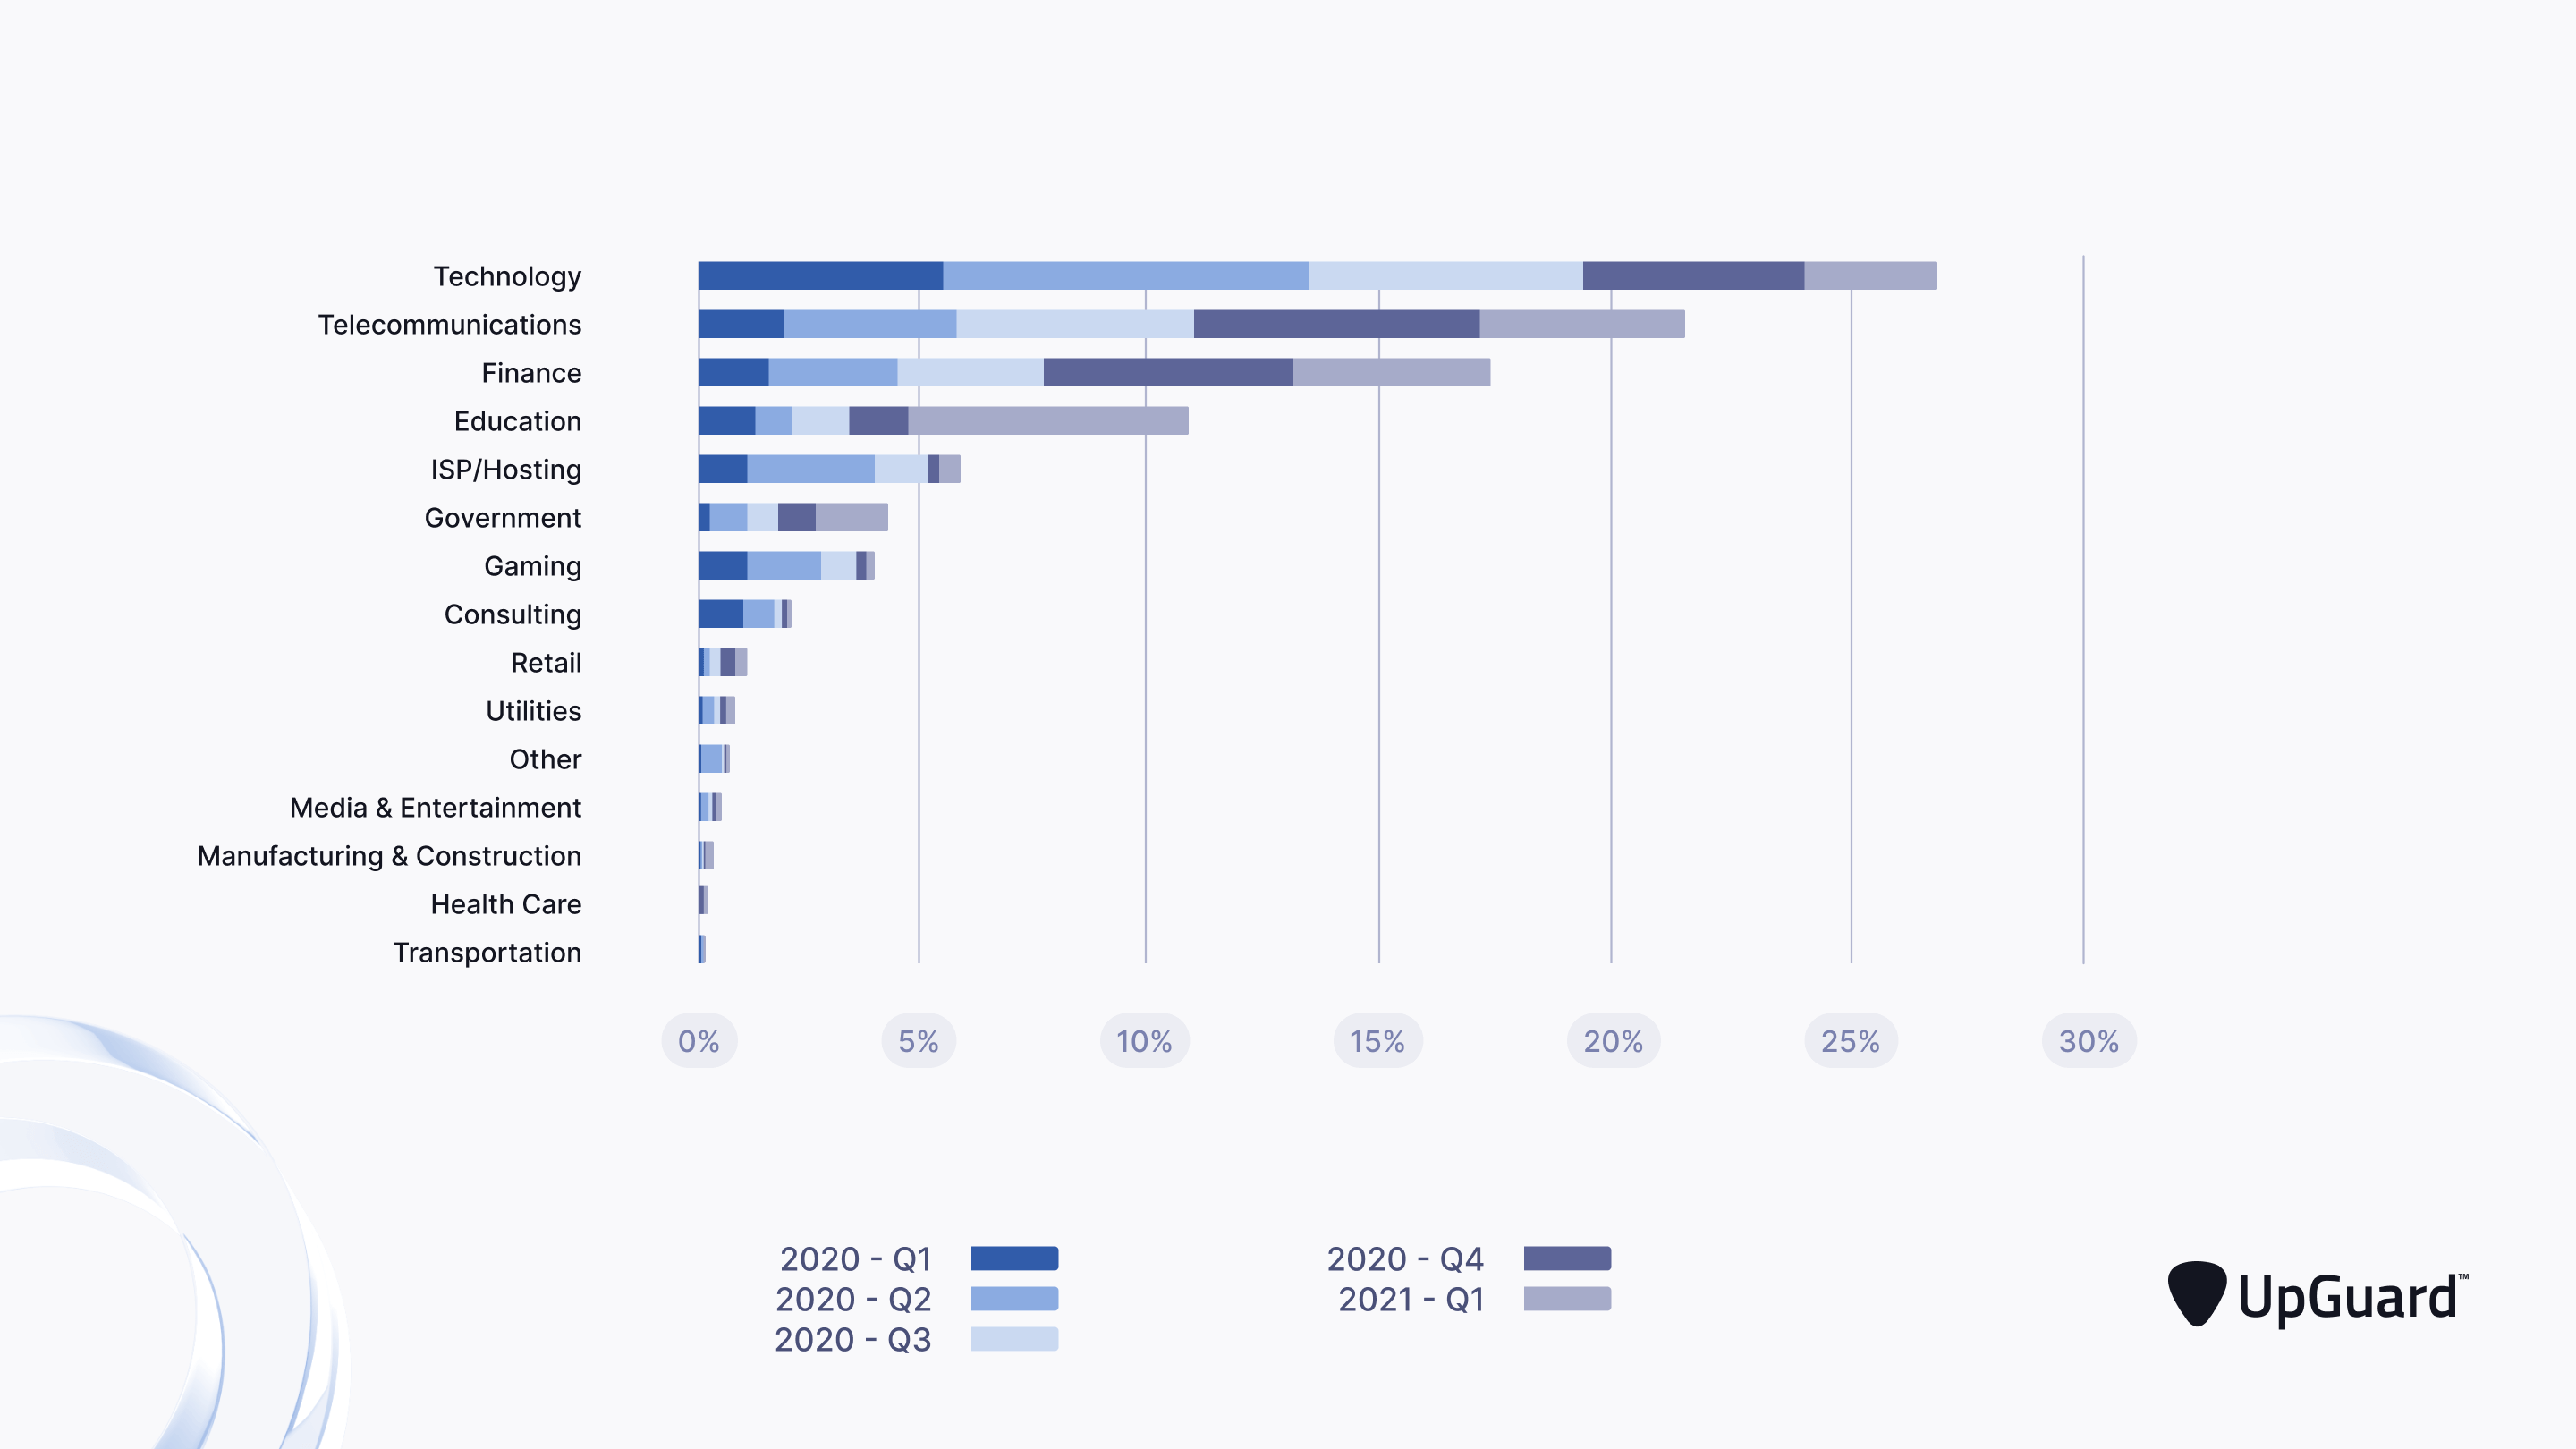 Technology
Telecommunications
Finance
Education
ISP/Hosting
Government
Gaming
Consulting
Retail
Utilities
Other
Media & Entertainment
Manufacturing & Construction
Health Care
Transportation
0% 5% 10% 15% 20% 25% 30%
2020 - Q1
2020 - Q2
2020 - Q3
2020 - Q4
2021 - Q1
UpGuard™